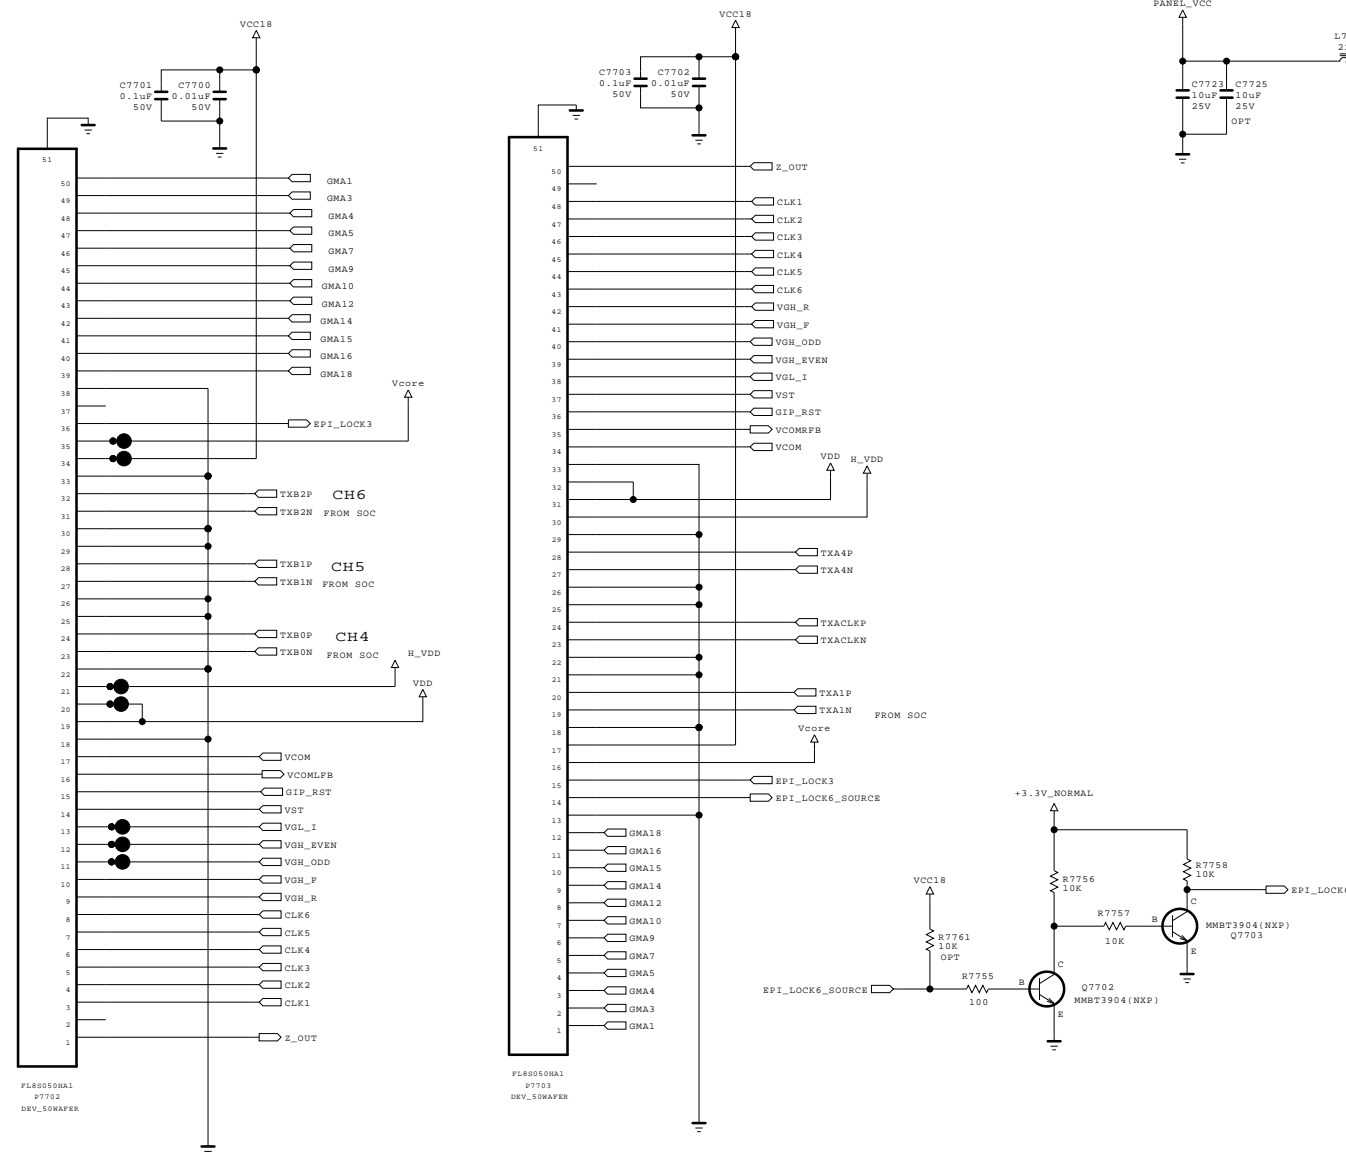 VCC18
C7701
0.1uF
50V
C7700
0.01uF
50V
51
50
GMA1
49
GMA3
48
GMA4
47
GMA5
46
GMA7
45
GMA9
44
GMA10
43
GMA12
42
GMA14
41
GMA15
40
GMA16
39
GMA18
38
Vcore
37
36
EPI_LOCK3
35
34
33
32
TXB2P
CH6
31
TXB2N
FROM SOC
30
29
28
TXB1P
CH5
27
TXB1N
FROM SOC
26
25
24
TXB0P
CH4
23
TXB0N
FROM SOC
22
H_VDD
21
VDD
20
19
18
17
VCOM
16
VCOMLFB
15
GIP_RST
14
VST
13
VGL_I
12
VGH_EVEN
11
VGH_ODD
10
VGH_F
9
VGH_R
8
CLK6
7
CLK5
6
CLK4
5
CLK3
4
CLK2
3
CLK1
2
1
Z_OUT
FL8S050HA1
P7702
DEV_50WAFER
VCC18
C7703
0.1uF
50V
C7702
0.01uF
50V
51
50
Z_OUT
49
48
CLK1
47
CLK2
46
CLK3
45
CLK4
44
CLK5
43
CLK6
42
VGH_R
41
VGH_F
40
VGH_ODD
39
VGH_EVEN
38
VGL_I
37
VST
36
GIP_RST
35
VCOMRFB
34
VCOM
33
VDD
H_VDD
32
31
30
29
28
TXA4P
27
TXA4N
26
25
24
TXACLKP
23
TXACLKN
22
21
20
TXA1P
19
TXA1N
FROM SOC
18
Vcore
17
16
15
EPI_LOCK3
14
EPI_LOCK6_SOURCE
13
12
GMA18
11
GMA16
10
GMA15
9
GMA14
8
GMA12
7
GMA10
6
GMA9
5
GMA7
4
GMA5
3
GMA4
2
GMA3
1
GMA1
FL8S050HA1
P7703
DEV_50WAFER
PANEL_VCC
C7723
10uF
25V
C7725
10uF
25V
OPT
L7
+3.3V_NORMAL
R7758
10K
R7756
10K
EPI_LOCK
VCC18
R7757
10K
B
C
E
MMBT3904(NXP)
Q7703
R7761
10K
OPT
EPI_LOCK6_SOURCE
R7755
100
B
C
E
Q7702
MMBT3904(NXP)